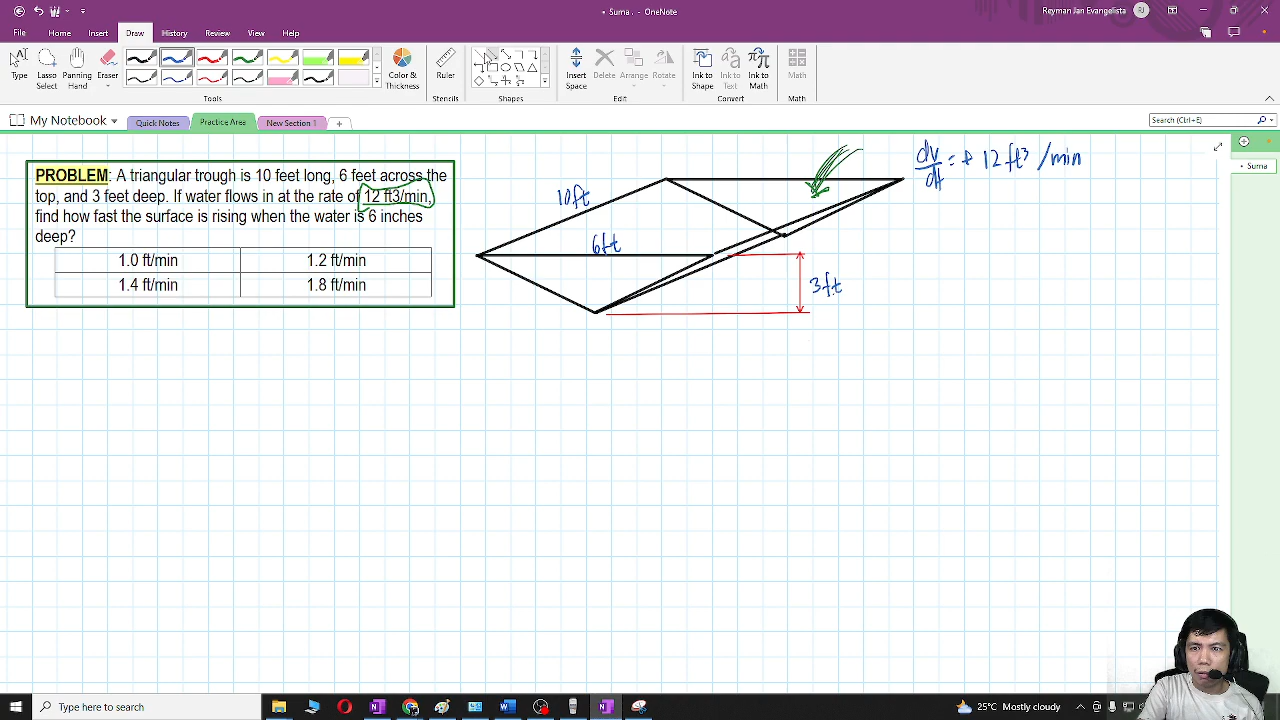 Suma . - OneNote
Reyman Jan Evangelista
RJ
File Home Insert Draw History Review View Help
Type
Lasso Select
Panning Hand
Eraser
Color & Thickness
Ruler
Insert Space
Delete
Arrange
Rotate
Ink to Shape
Ink to Text
Ink to Math
Math
Tools
Stencils
Shapes
Edit
Convert
Math
My Notebook
Quick Notes
Practice Area
New Section 1
Search (Ctrl+E)
Suma
PROBLEM: A triangular trough is 10 feet long, 6 feet across the
top, and 3 feet deep. If water flows in at the rate of 12 ft3/min,
find how fast the surface is rising when the water is 6 inches
deep?
1.0 ft/min 1.2 ft/min
1.4 ft/min 1.8 ft/min
10ft
6ft
3ft
dv/dt = + 12 ft³ /min
Type here to search
25°C Mostly cloudy